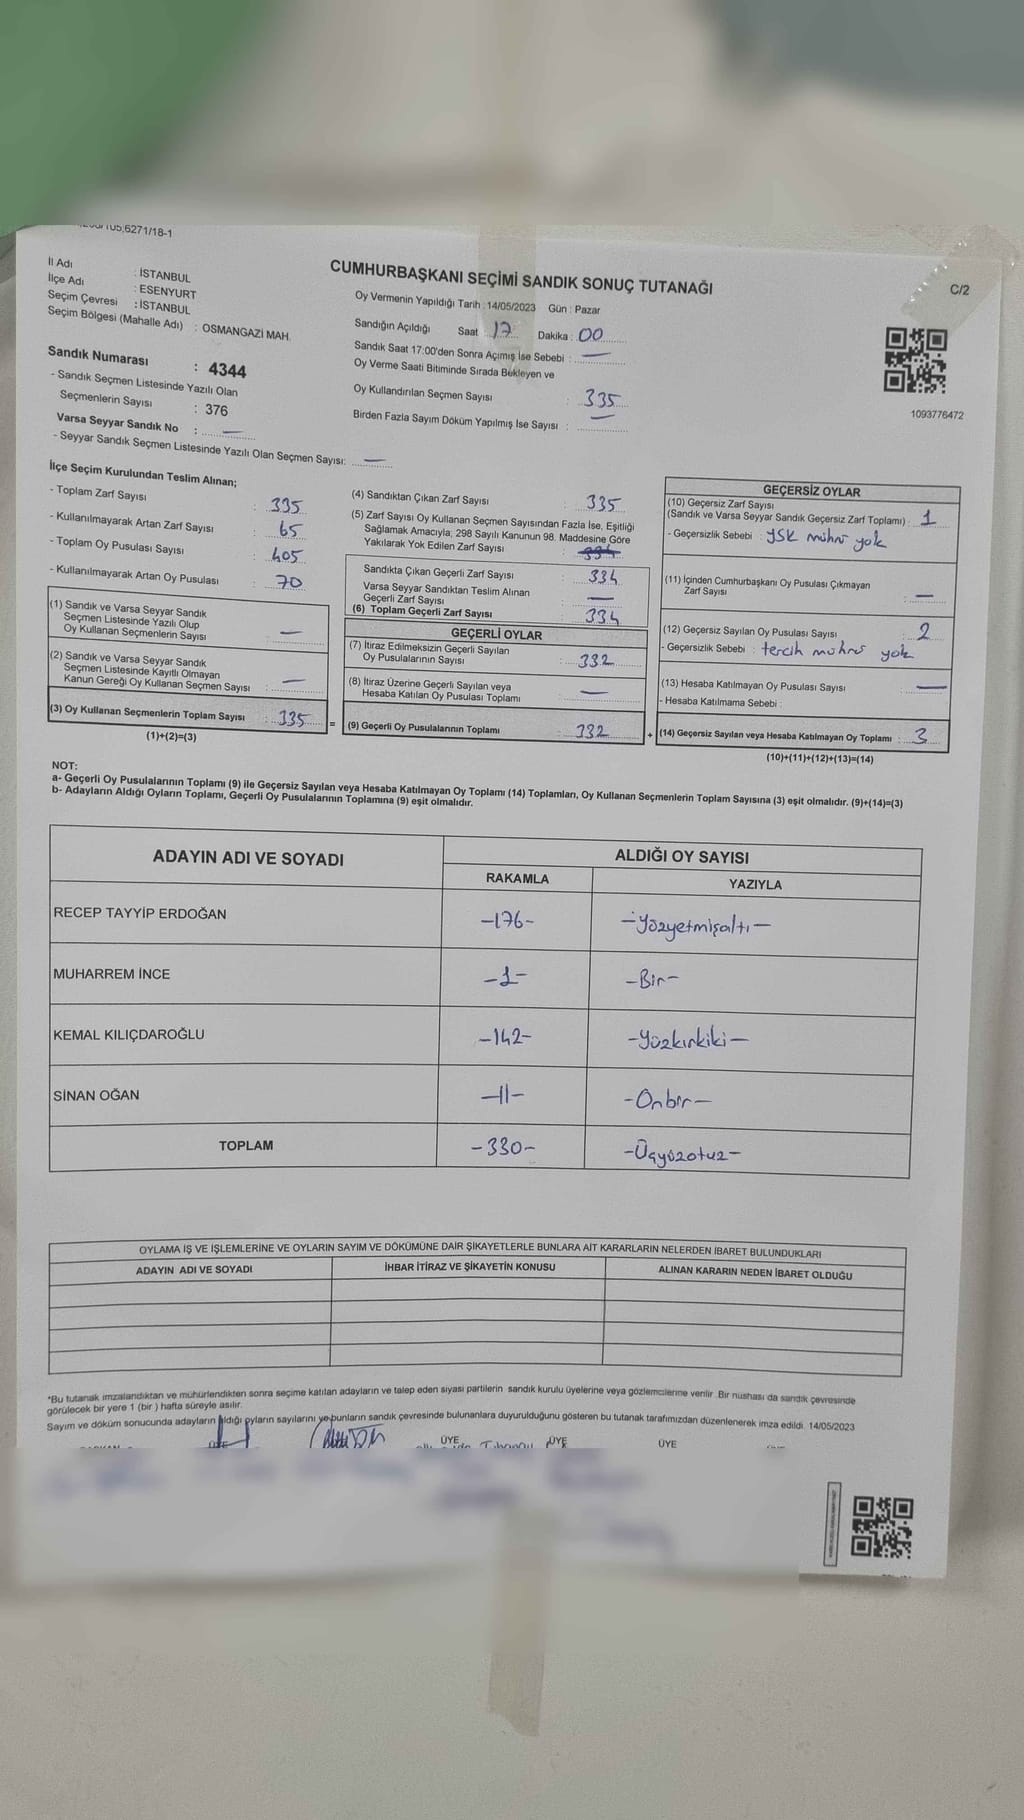 105,6271/18-1
CUMHURBAŞKANI SEÇİMİ SANDIK SONUÇ TUTANAĞI
C/2
İl Adı : İSTANBUL
İlçe Adı : ESENYURT
Seçim Çevresi : İSTANBUL
Seçim Bölgesi (Mahalle Adı) : OSMANGAZİ MAH.
Sandık Numarası : 4344
- Sandık Seçmen Listesinde Yazılı Olan
Seçmenlerin Sayısı : 376
Varsa Seyyar Sandık No : —
- Seyyar Sandık Seçmen Listesinde Yazılı Olan Seçmen Sayısı: —
Oy Vermenin Yapıldığı Tarih : 14/05/2023 Gün : Pazar
Sandığın Açıldığı Saat 17 Dakika : 00
Sandık Saat 17:00'den Sonra Açımış İse Sebebi : —
Oy Verme Saati Bitiminde Sırada Bekleyen ve
Oy Kullandırılan Seçmen Sayısı : 335
Birden Fazla Sayım Döküm Yapılmış İse Sayısı : —
1093776472
İlçe Seçim Kurulundan Teslim Alınan;
- Toplam Zarf Sayısı : 395
- Kullanılmayarak Artan Zarf Sayısı : 65
- Toplam Oy Pusulası Sayısı : 405
- Kullanılmayarak Artan Oy Pusulası : 70
(1) Sandık ve Varsa Seyyar Sandık
Seçmen Listesinde Yazılı Olup
Oy Kullanan Seçmenlerin Sayısı : —
(2) Sandık ve Varsa Seyyar Sandık
Seçmen Listesinde Kayıtlı Olmayan
Kanun Gereği Oy Kullanan Seçmen Sayısı : —
(3) Oy Kullanan Seçmenlerin Toplam Sayısı : 335 =
(1)+(2)=(3)
(4) Sandıktan Çıkan Zarf Sayısı : 335
(5) Zarf Sayısı Oy Kullanan Seçmen Sayısından Fazla İse, Eşitliği
Sağlamak Amacıyla, 298 Sayılı Kanunun 98. Maddesine Göre
Yakılarak Yok Edilen Zarf Sayısı : 334
Sandıkta Çıkan Geçerli Zarf Sayısı : 334
Varsa Seyyar Sandıktan Teslim Alınan
Geçerli Zarf Sayısı : —
(6) Toplam Geçerli Zarf Sayısı : 334
GEÇERLİ OYLAR
(7) İtiraz Edilmeksizin Geçerli Sayılan
Oy Pusulalarının Sayısı : 332
(8) İtiraz Üzerine Geçerli Sayılan veya
Hesaba Katılan Oy Pusulası Toplamı : —
(9) Geçerli Oy Pusulalarının Toplamı : 332 +
GEÇERSİZ OYLAR
(10) Geçersiz Zarf Sayısı
(Sandık ve Varsa Seyyar Sandık Geçersiz Zarf Toplamı) : 1
- Geçersizlik Sebebi : YSK mührü yok
(11) İçinden Cumhurbaşkanı Oy Pusulası Çıkmayan
Zarf Sayısı : —
(12) Geçersiz Sayılan Oy Pusulası Sayısı : 2
- Geçersizlik Sebebi : tercih mührü yok
(13) Hesaba Katılmayan Oy Pusulası Sayısı : —
- Hesaba Katılmama Sebebi :
(14) Geçersiz Sayılan veya Hesaba Katılmayan Oy Toplamı : 3
(10)+(11)+(12)+(13)=(14)
NOT:
a- Geçerli Oy Pusulalarının Toplamı (9) ile Geçersiz Sayılan veya Hesaba Katılmayan Oy Toplamı (14) Toplamları, Oy Kullanan Seçmenlerin Toplam Sayısına (3) eşit olmalıdır. (9)+(14)=(3)
b- Adayların Aldığı Oyların Toplamı, Geçerli Oy Pusulalarının Toplamına (9) eşit olmalıdır.
ADAYIN ADI VE SOYADI ALDIĞI OY SAYISI
RAKAMLA YAZIYLA
RECEP TAYYİP ERDOĞAN -176- -Yüzyetmişaltı-
MUHARREM İNCE -1- -Bir-
KEMAL KILIÇDAROĞLU -142- -Yüzkırkiki-
SİNAN OĞAN -11- -Onbir-
TOPLAM -330- -Üçyüzotuz-
OYLAMA İŞ VE İŞLEMLERİNE VE OYLARIN SAYIM VE DÖKÜMÜNE DAİR ŞİKAYETLERLE BUNLARA AİT KARARLARIN NELERDEN İBARET BULUNDUKLARI
ADAYIN ADI VE SOYADI İHBAR İTİRAZ VE ŞİKAYETİN KONUSU ALINAN KARARIN NEDEN İBARET OLDUĞU
*Bu tutanak imzalandıktan ve mühürlendikten sonra seçime katılan adayların ve talep eden siyasi partilerin sandık kurulu üyelerine veya gözlemcilerine verilir. Bir nüshası da sandık çevresinde
görülecek bir yere 1 (bir) hafta süreyle asılır.
Sayım ve döküm sonucunda adayların aldığı oyların sayılarını ve bunların sandık çevresinde bulunanlara duyurulduğunu gösteren bu tutanak tarafımızdan düzenlenerek imza edildi. 14/05/2023
ÜYE ÜYE ÜYE